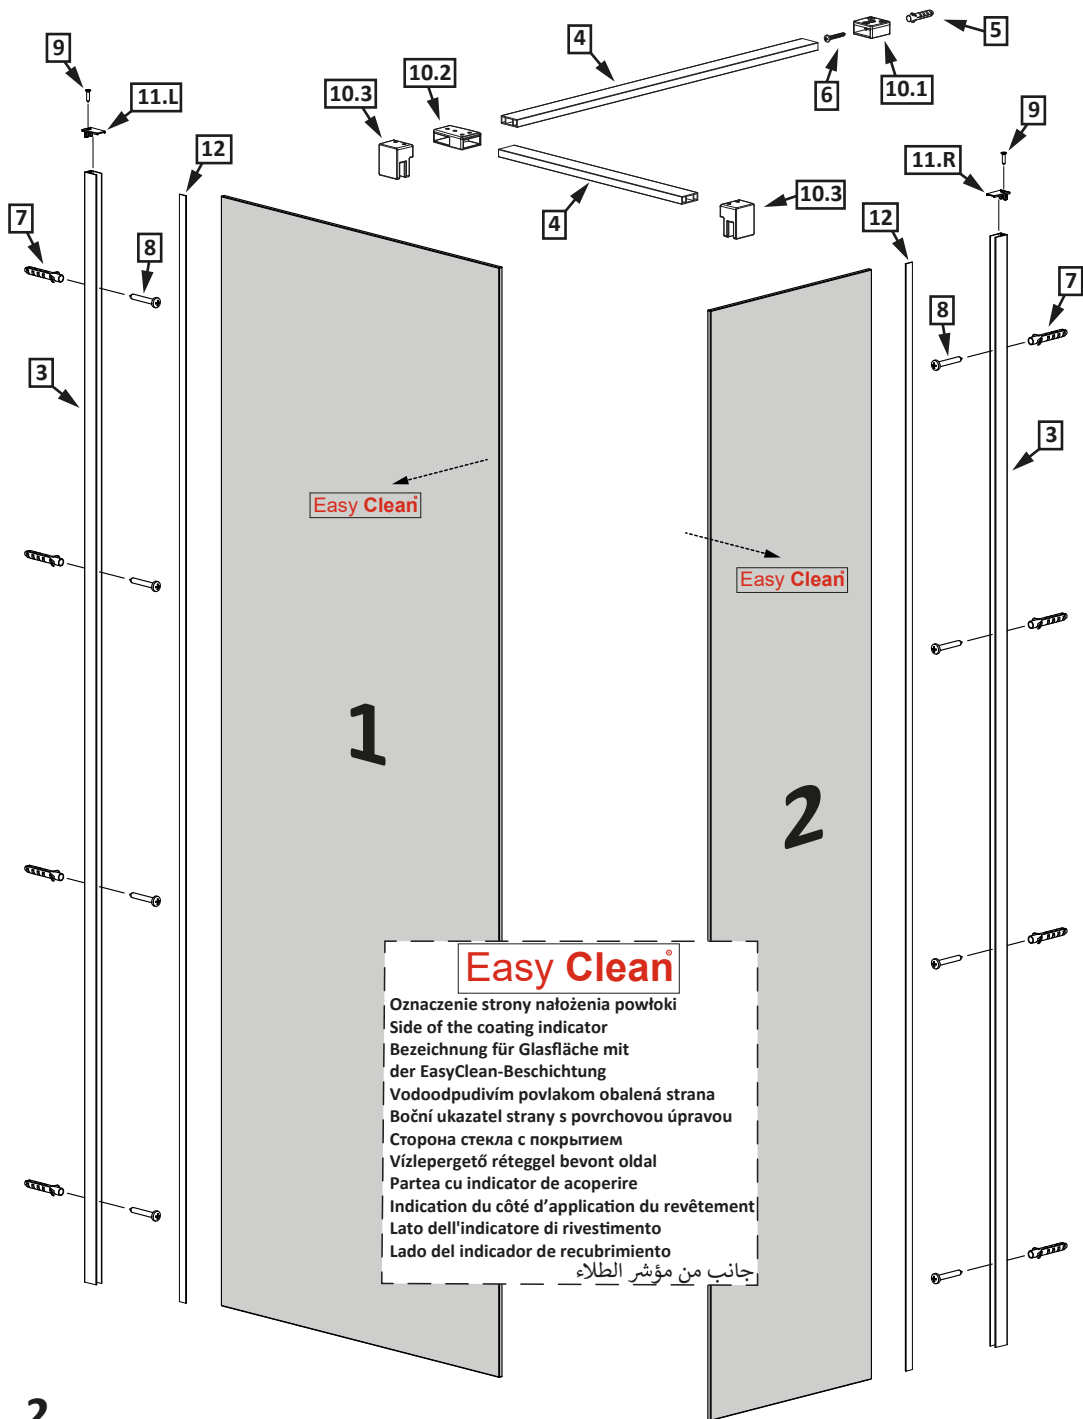 4
5
9
10.2
11.L
10.3
6
10.1
9
12
11.R
10.3
4
12
7
8
7
8
3
3
Easy Clean
Easy Clean
1
2
Easy Clean
Oznaczenie strony nałożenia powłoki
Side of the coating indicator
Bezeichnung für Glasfläche mit
der EasyClean-Beschichtung
Vodoodpudivím povlakom obalená strana
Boční ukazatel strany s povrchovou úpravou
Сторона стекла с покрытием
Vízlepergető réteggel bevont oldal
Partea cu indicator de acoperire
Indication du côté d’application du revêtement
Lato dell'indicatore di rivestimento
Lado del indicador de recubrimiento
جانب من مؤشر الطلاء
2